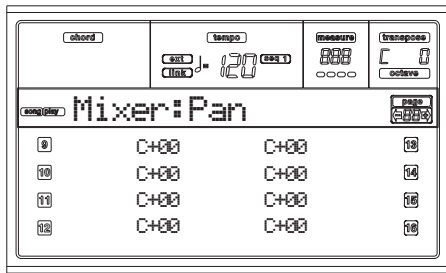 chord tempo measure transpose
ext ♩= 120 seq 1 888 C 0
link octave
song play Mixer:Pan page
88
9 C+00 C+00 13
10 C+00 C+00 14
11 C+00 C+00 15
12 C+00 C+00 16